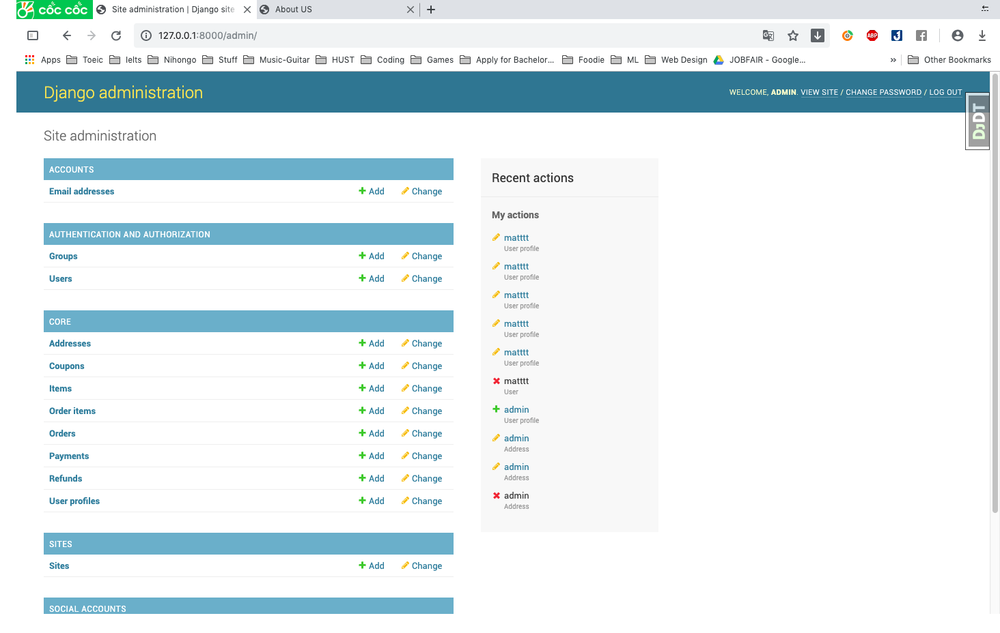 cốc cốc Site administration | Django site About US
127.0.0.1:8000/admin/ ABP
Apps Toeic Ielts Nihongo Stuff Music-Guitar HUST Coding Games Apply for Bachelor... Foodie ML Web Design JOBFAIR - Google... » Other Bookmarks
Django administration
WELCOME, ADMIN. VIEW SITE / CHANGE PASSWORD / LOG OUT
DJDT
Site administration
ACCOUNTS
Email addresses Add Change
AUTHENTICATION AND AUTHORIZATION
Groups Add Change
Users Add Change
CORE
Addresses Add Change
Coupons Add Change
Items Add Change
Order items Add Change
Orders Add Change
Payments Add Change
Refunds Add Change
User profiles Add Change
SITES
Sites Add Change
SOCIAL ACCOUNTS
Recent actions
My actions
matttt
User profile
matttt
User profile
matttt
User profile
matttt
User profile
matttt
User profile
matttt
User
admin
User profile
admin
Address
admin
Address
admin
Address